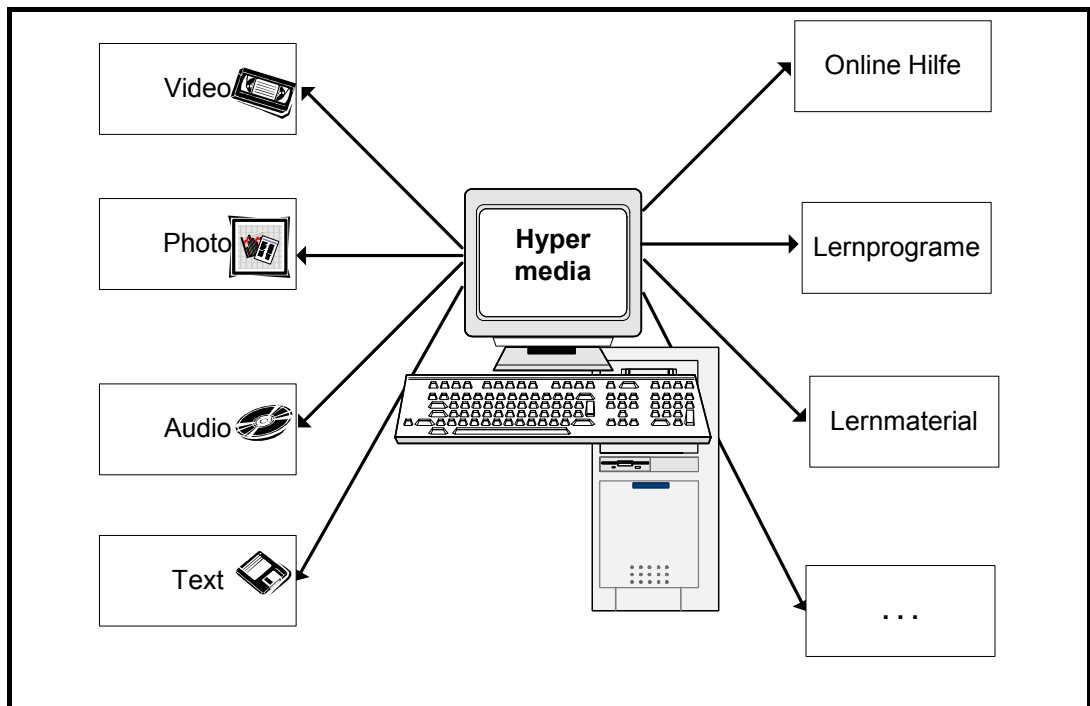 Video
Photo
Audio
Text
Hyper
media
Online Hilfe
Lernprograme
Lernmaterial
...